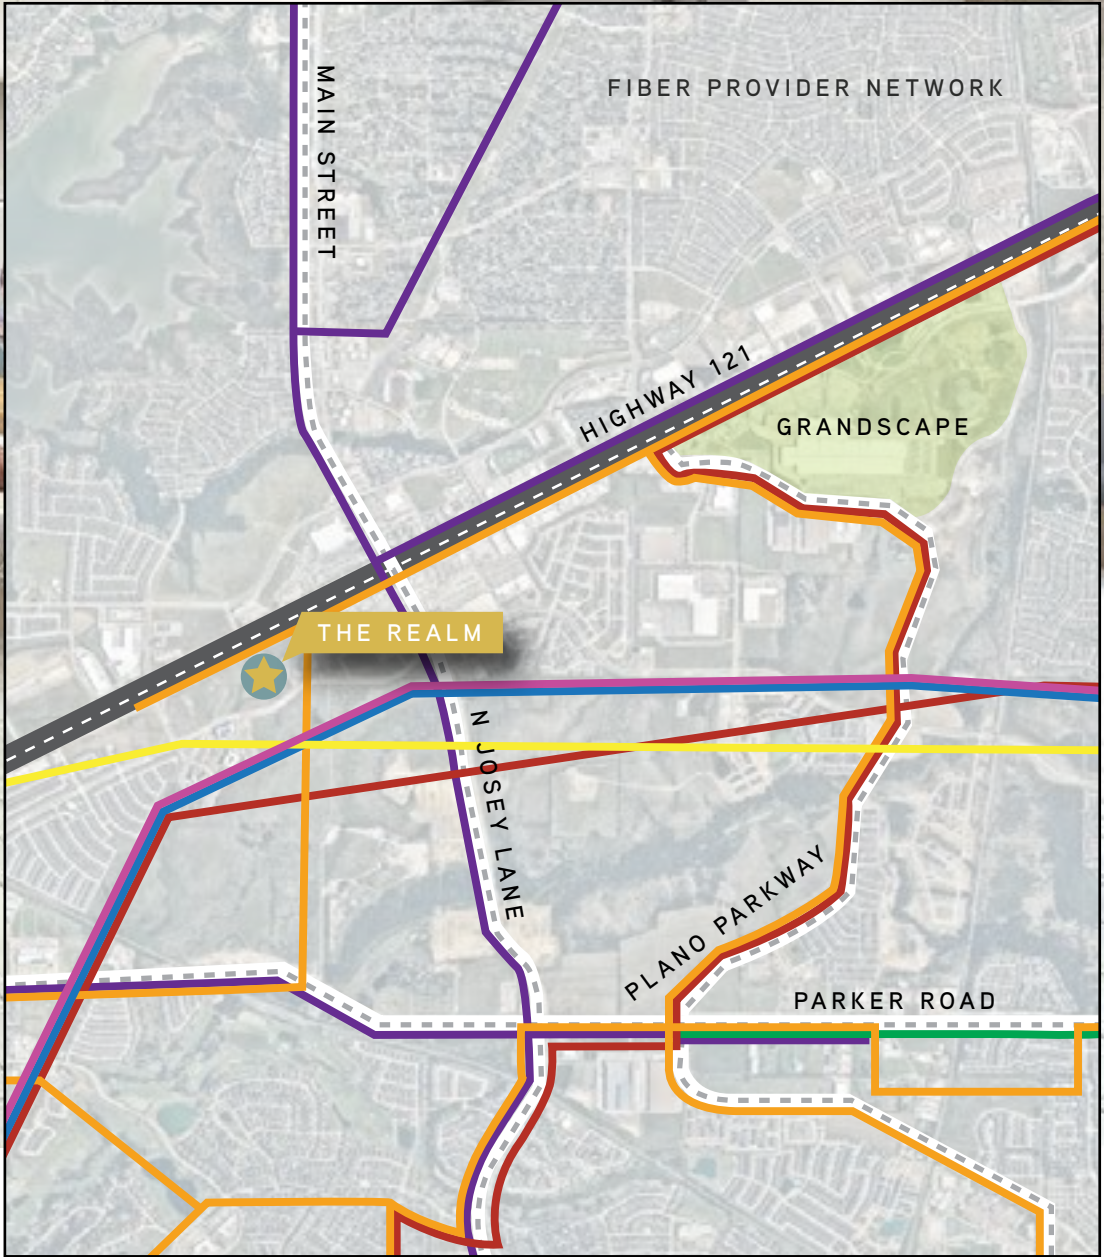 MAIN STREET
FIBER PROVIDER NETWORK
HIGHWAY 121
GRANDSCAPE
THE REALM
N JOSEY LANE
PLANO PARKWAY
PARKER ROAD